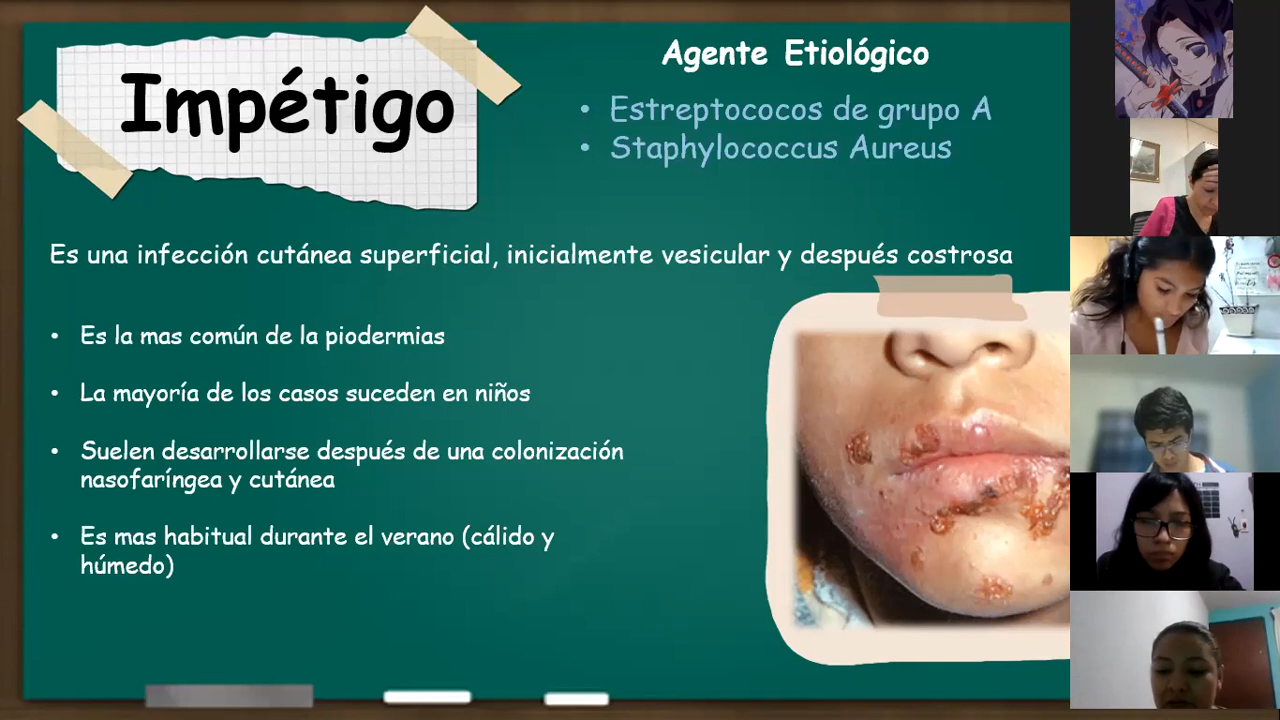 Impétigo
Agente Etiológico
• Estreptococos de grupo A
• Staphylococcus Aureus
Es una infección cutánea superficial, inicialmente vesicular y después costrosa
• Es la mas común de la piodermias
• La mayoría de los casos suceden en niños
• Suelen desarrollarse después de una colonización
nasofaríngea y cutánea
• Es mas habitual durante el verano (cálido y
húmedo)